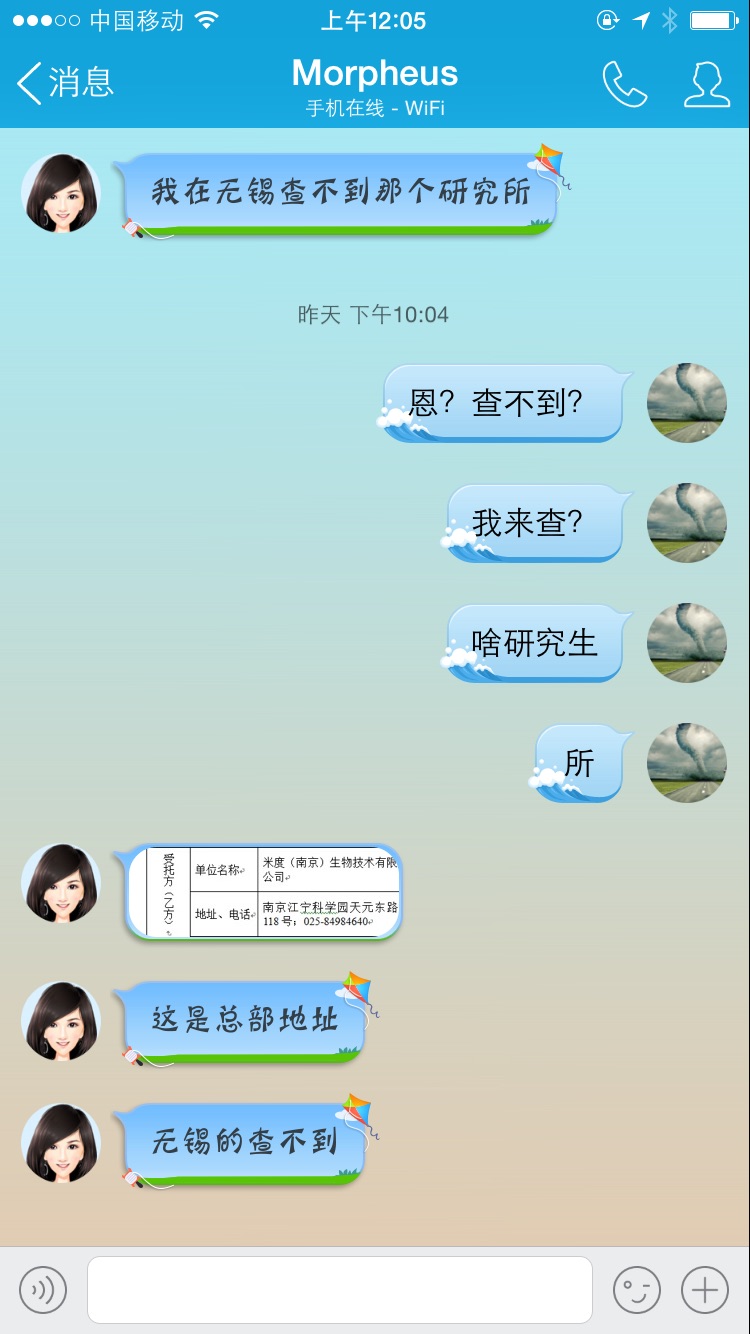 中国移动 上午12:05
消息 Morpheus
手机在线 - WiFi
我在无锡查不到那个研究所
昨天 下午10:04
恩？查不到？
我来查？
啥研究生
所
受托方（乙方）
单位名称
米度（南京）生物技术有限
公司
地址、电话
南京江宁科学园天元东路
118号；025-84984640
这是总部地址
无锡的查不到